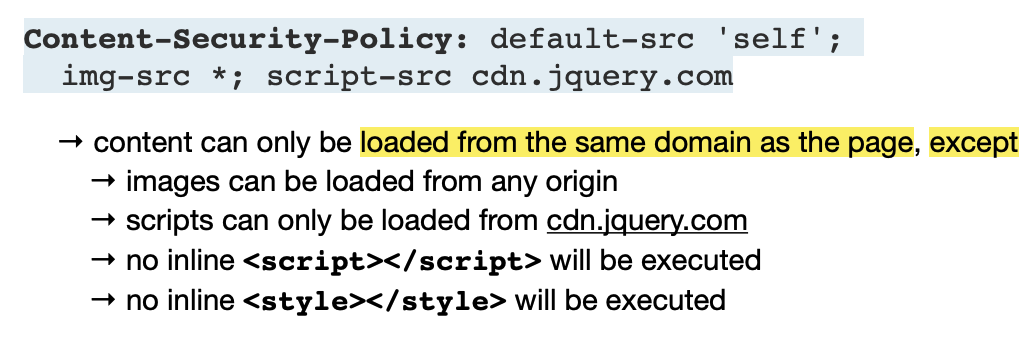 Content-Security-Policy: default-src 'self';
img-src *; script-src cdn.jquery.com
→ content can only be loaded from the same domain as the page, except
→ images can be loaded from any origin
→ scripts can only be loaded from cdn.jquery.com
→ no inline <script></script> will be executed
→ no inline <style></style> will be executed